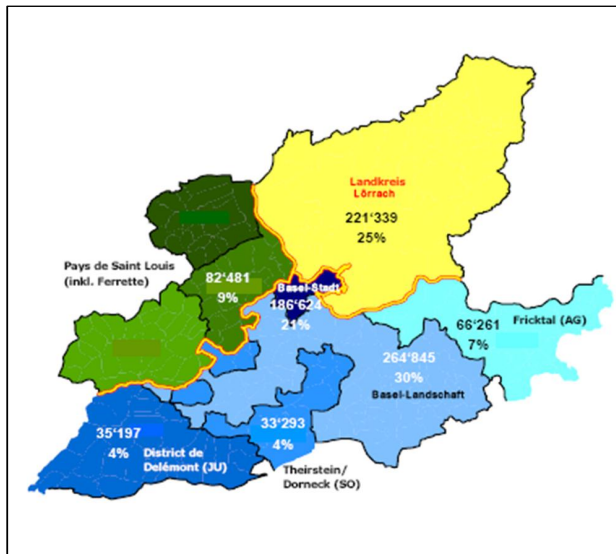 Landkreis
Lörrach
221‘339
25%
Pays de Saint Louis
(inkl. Ferrette)
82‘481
9%
Basel-Stadt
186‘624
21%
66‘261
7%
Fricktal (AG)
264‘845
30%
Basel-Landschaft
35‘197
4%
District de
Delémont (JU)
33‘293
4%
Theirstein/
Dorneck (SO)